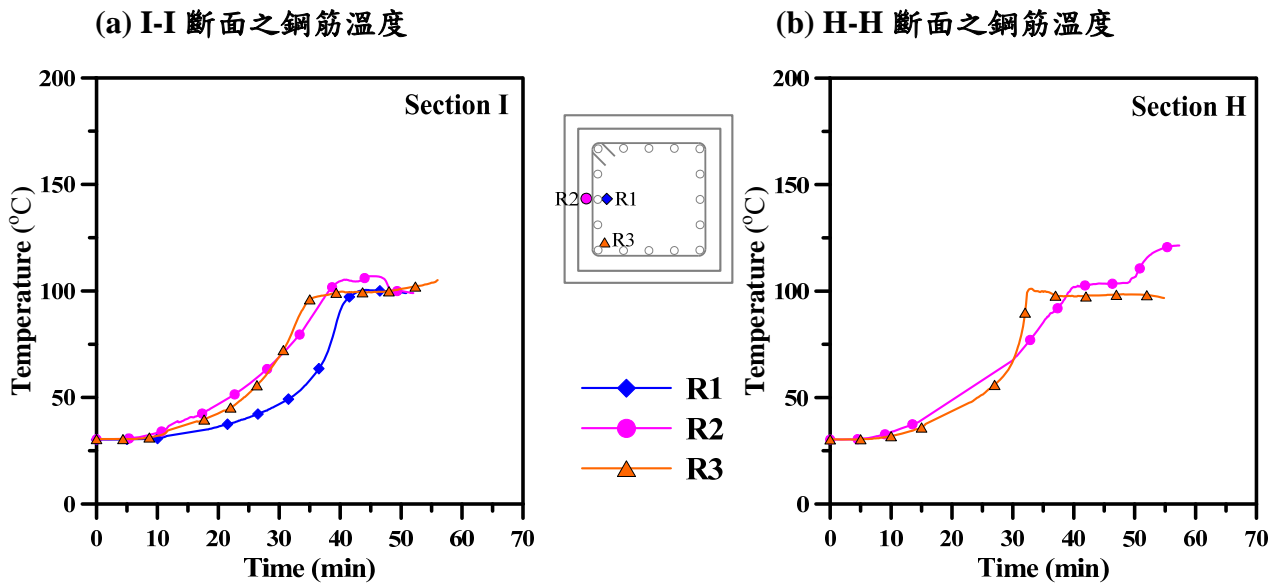 (a) I-I 斷面之鋼筋溫度
(b) H-H 斷面之鋼筋溫度
Section I
200
150
100
50
0
Temperature (°C)
0 10 20 30 40 50 60 70
Time (min)
R2 R1
R3
R1
R2
R3
Section H
200
150
100
50
0
Temperature (°C)
0 10 20 30 40 50 60 70
Time (min)